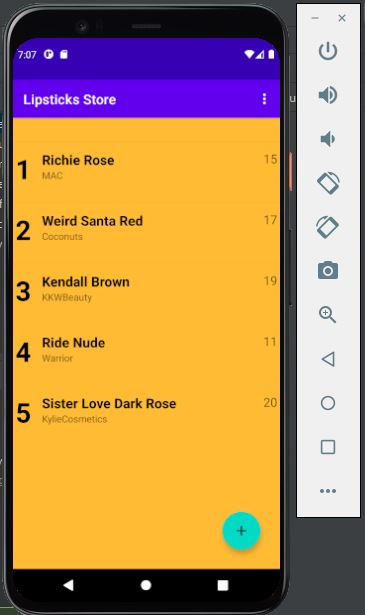 7:07
Lipsticks Store
1 Richie Rose 15
MAC
2 Weird Santa Red 17
Coconuts
3 Kendall Brown 19
KKWBeauty
4 Ride Nude 11
Warrior
5 Sister Love Dark Rose 20
KylieCosmetics
+